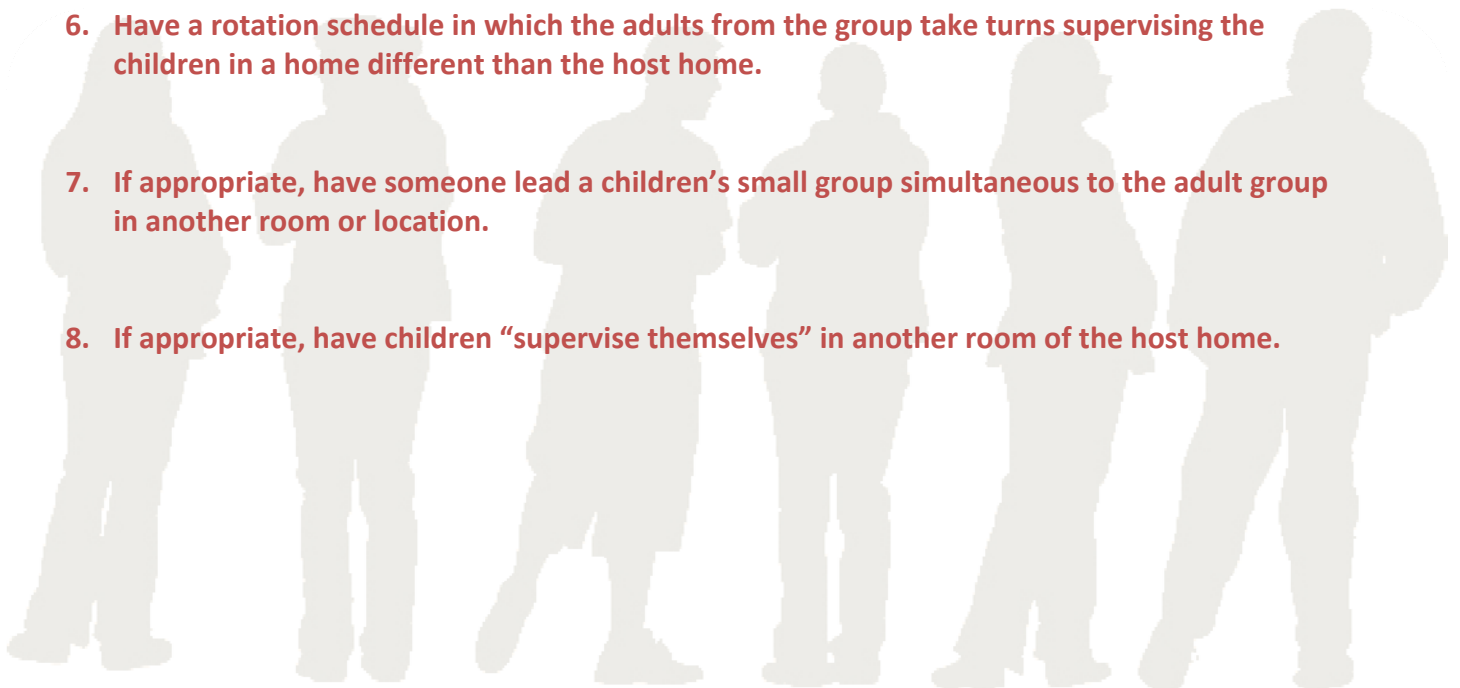 6. Have a rotation schedule in which the adults from the group take turns supervising the
children in a home different than the host home.
7. If appropriate, have someone lead a children’s small group simultaneous to the adult group
in another room or location.
8. If appropriate, have children “supervise themselves” in another room of the host home.